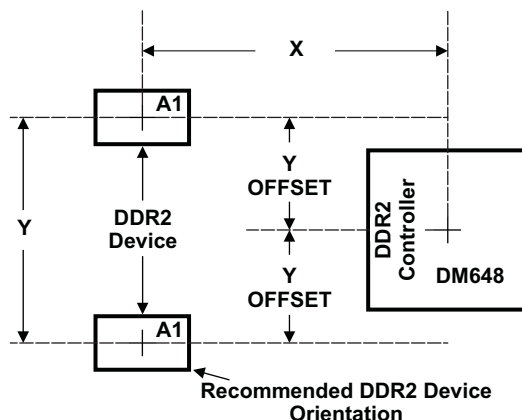 X
A1
Y
OFFSET
Y
DDR2
Device
DDR2
Controller
DM648
Y
OFFSET
A1
Recommended DDR2 Device
Orientation